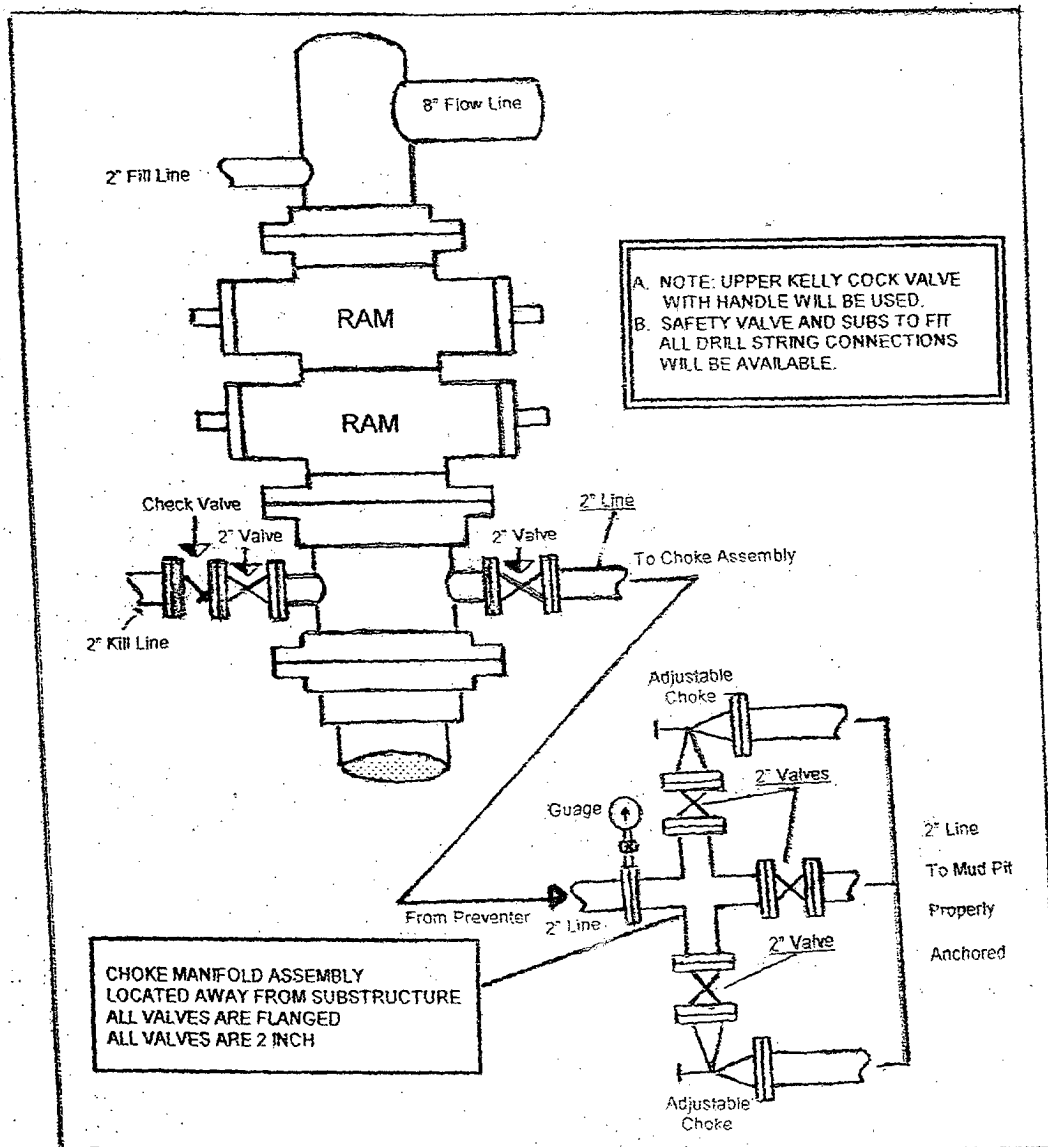 8" Flow Line
2" Fill Line
RAM
A. NOTE: UPPER KELLY COCK VALVE
WITH HANDLE WILL BE USED.
B. SAFETY VALVE AND SUBS TO FIT
ALL DRILL STRING CONNECTIONS
WILL BE AVAILABLE.
RAM
Check Valve
2" Valve
2" Valve
2" Line
To Choke Assembly
2" Kill Line
Adjustable
Choke
2" Valves
Guage
2" Line
To Mud Pit
Properly
Anchored
From Preventer
2" Line
2" Valve
CHOKE MANIFOLD ASSEMBLY
LOCATED AWAY FROM SUBSTRUCTURE
ALL VALVES ARE FLANGED
ALL VALVES ARE 2 INCH
Adjustable
Choke